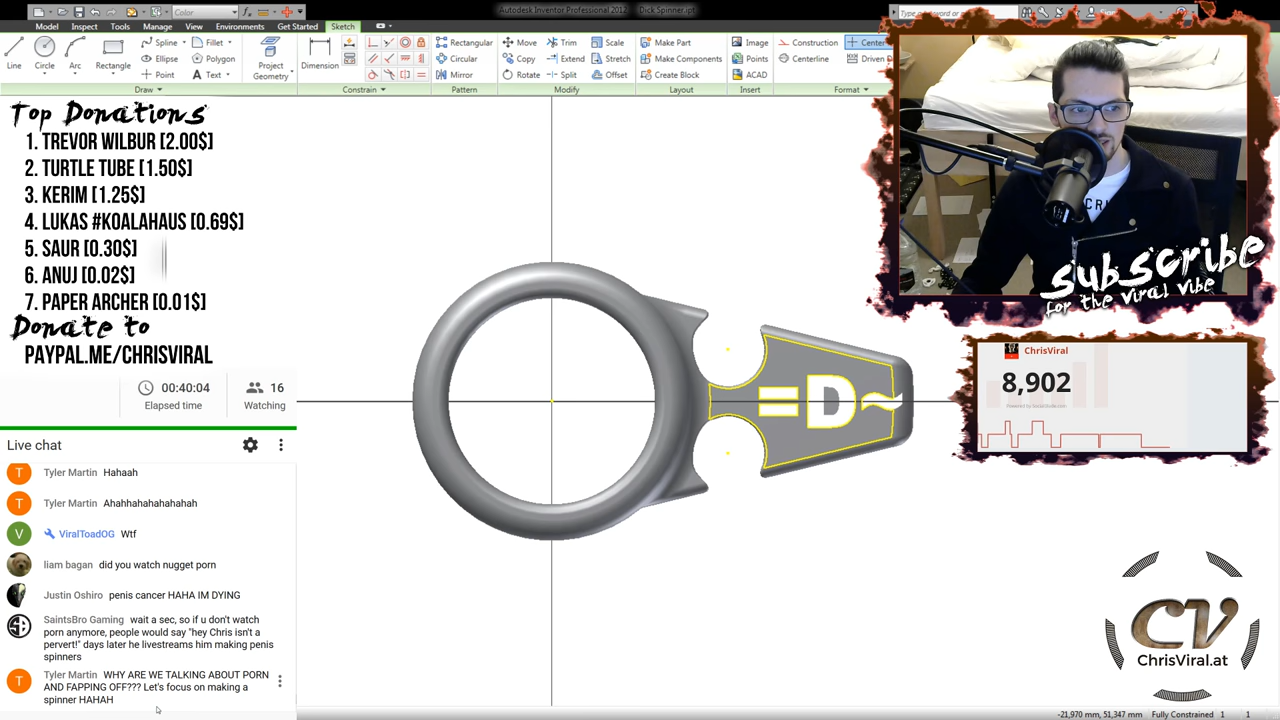 Color
Autodesk Inventor Professional 2012
Dick Spinner.ipt
Model Inspect Tools Manage View Environments Get Started Sketch
Line Circle Arc Rectangle
Spline Fillet
Ellipse Polygon
Point Text
Project
Geometry
Dimension
Rectangular
Circular
Mirror
Move Trim Scale
Copy Extend Stretch
Rotate Split Offset
Make Part
Make Components
Create Block
Image
Points
ACAD
Construction
Centerline
Center
Driven
Draw
Constrain
Pattern
Modify
Layout
Insert
Format
Top Donations
1. TREVOR WILBUR [2.00$]
2. TURTLE TUBE [1.50$]
3. KERIM [1.25$]
4. LUKAS #KOALAHAUS [0.69$]
5. SAUR [0.30$]
6. ANUJ [0.02$]
7. PAPER ARCHER [0.01$]
Donate to
PAYPAL.ME/CHRISVIRAL
00:40:04
Elapsed time
16
Watching
Live chat
T Tyler Martin Hahaah
T Tyler Martin Ahahhahahahahahah
V ViralToadOG Wtf
liam bagan did you watch nugget porn
Justin Oshiro penis cancer HAHA IM DYING
SaintsBro Gaming wait a sec, so if u don't watch
porn anymore, people would say "hey Chris isn't a
pervert!" days later he livestreams him making penis
spinners
T Tyler Martin WHY ARE WE TALKING ABOUT PORN
AND FAPPING OFF??? Let's focus on making a
spinner HAHAH
=D~
subscribe
for the viral vibe
ChrisViral
8,902
CV
ChrisViral.at
-21,970 mm, 51,347 mm Fully Constrained 1 1